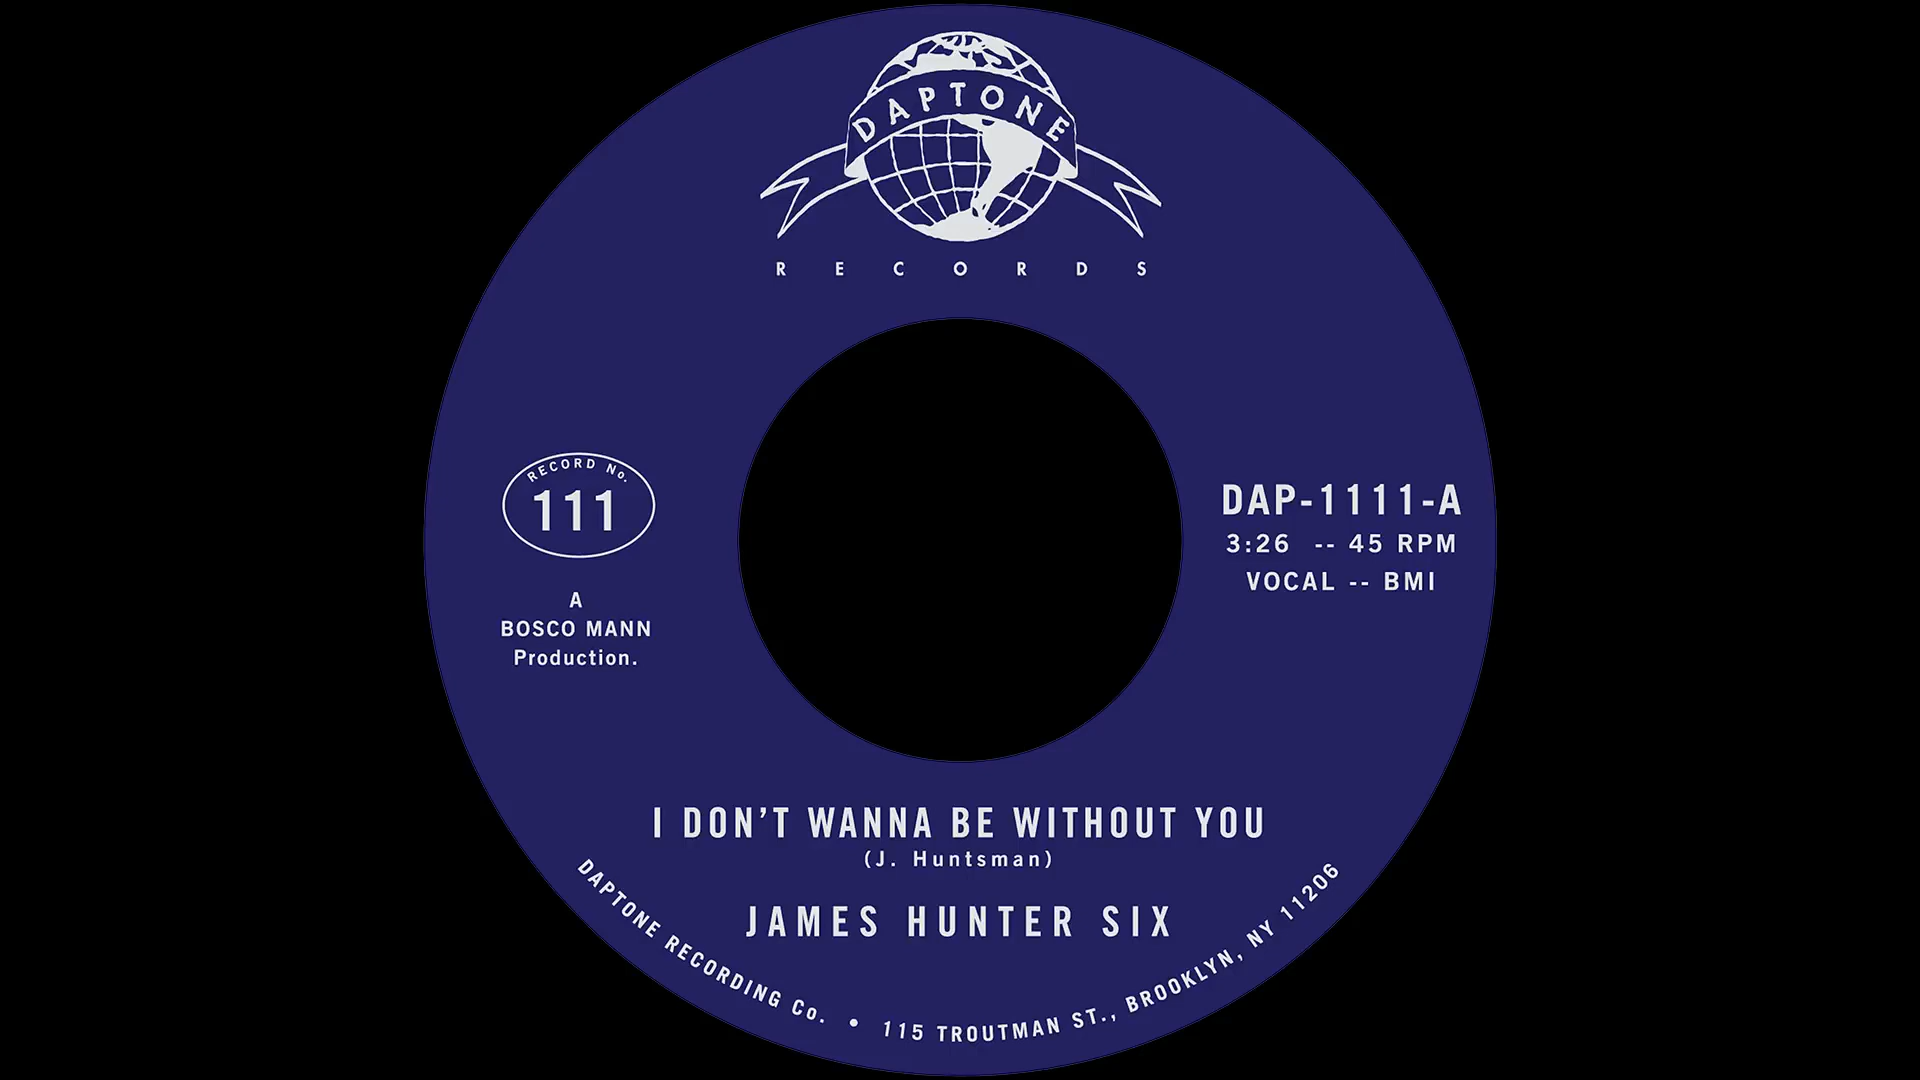 DAPTONE
RECORDS
RECORD No.
111
A
BOSCO MANN
Production.
DAP-1111-A
3:26 -- 45 RPM
VOCAL -- BMI
I DON'T WANNA BE WITHOUT YOU
(J. Huntsman)
JAMES HUNTER SIX
DAPTONE RECORDING Co. • 115 TROUTMAN ST., BROOKLYN, NY 11206